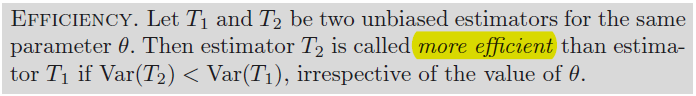 EFFICIENCY. Let T₁ and T₂ be two unbiased estimators for the same
parameter θ. Then estimator T₂ is called more efficient than estima-
tor T₁ if Var(T₂) < Var(T₁), irrespective of the value of θ.